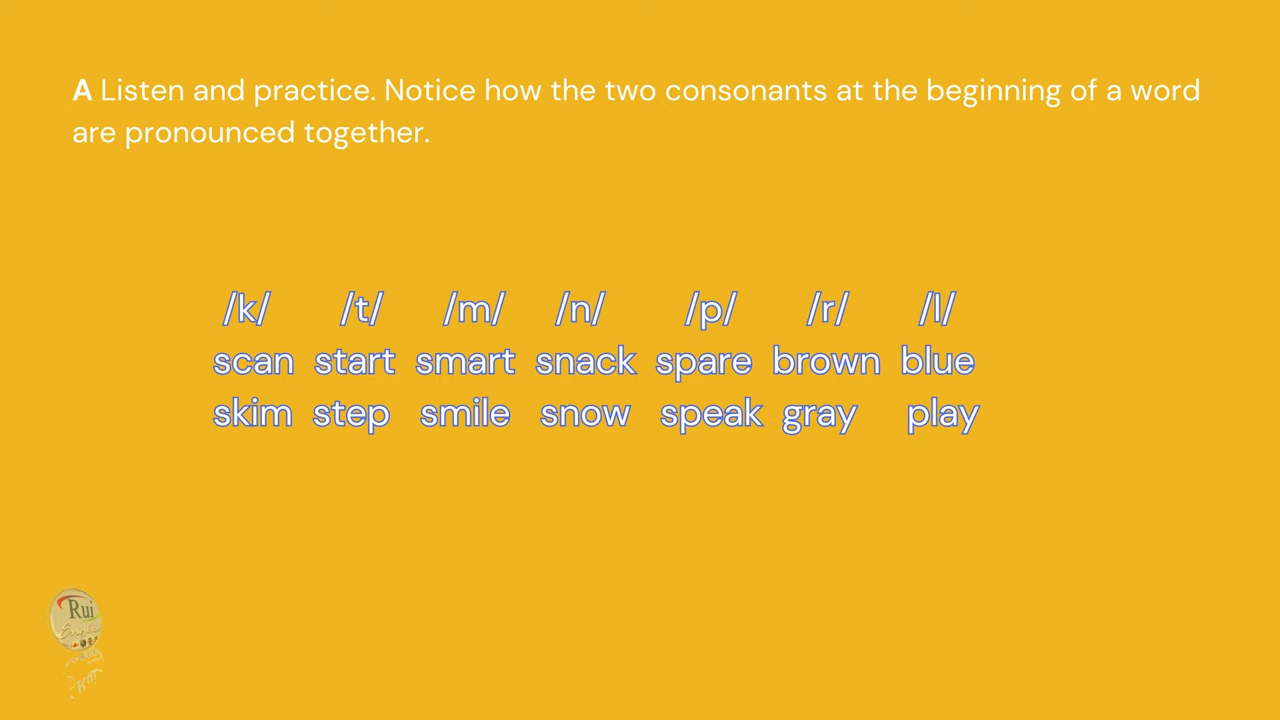 A Listen and practice. Notice how the two consonants at the beginning of a word
are pronounced together.
/k/ /t/ /m/ /n/ /p/ /r/ /l/
scan start smart snack spare brown blue
skim step smile snow speak gray play
Rui